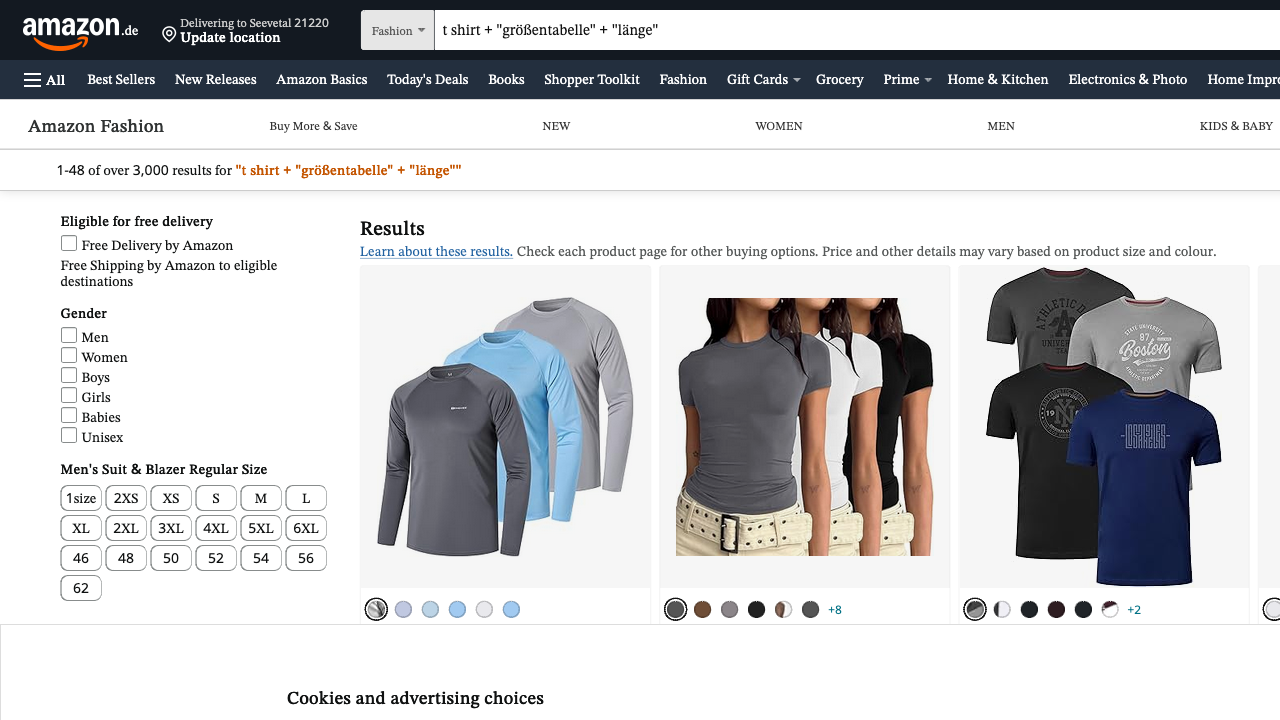 amazon.de
Delivering to Seevetal 21220
Update location
Fashion
t shirt + "größentabelle" + "länge"
All Best Sellers New Releases Amazon Basics Today's Deals Books Shopper Toolkit Fashion Gift Cards Grocery Prime Home & Kitchen Electronics & Photo Home Impro
Amazon Fashion Buy More & Save NEW WOMEN MEN KIDS & BABY
1-48 of over 3,000 results for "t shirt + "größentabelle" + "länge""
Eligible for free delivery
Free Delivery by Amazon
Free Shipping by Amazon to eligible
destinations
Gender
Men
Women
Boys
Girls
Babies
Unisex
Men's Suit & Blazer Regular Size
1size 2XS XS S M L
XL 2XL 3XL 4XL 5XL 6XL
46 48 50 52 54 56
62
Results
Learn about these results. Check each product page for other buying options. Price and other details may vary based on product size and colour.
STATE UNIVERSITY
87
Boston
+8
+2
Cookies and advertising choices